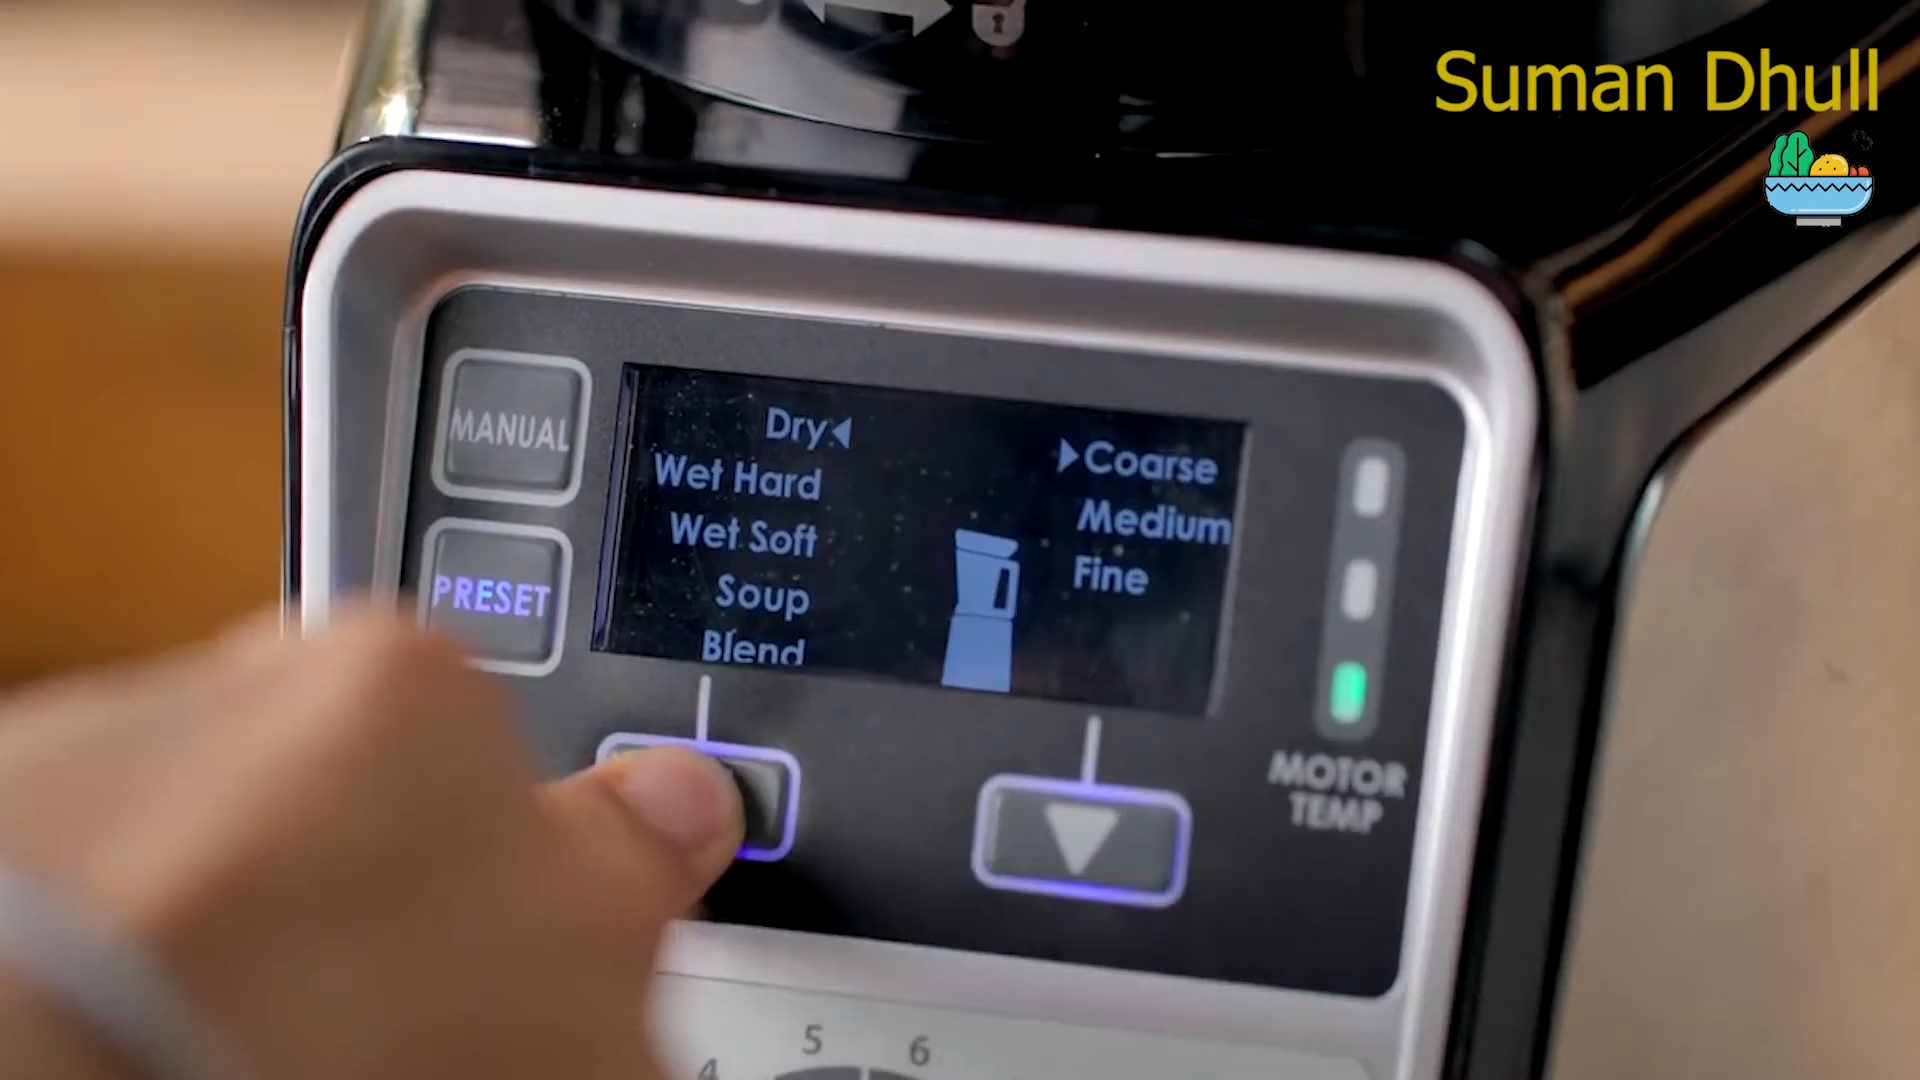 Suman Dhull
MANUAL
PRESET
Dry
Wet Hard
Wet Soft
Soup
Blend
Coarse
Medium
Fine
MOTOR
TEMP
4
5
6